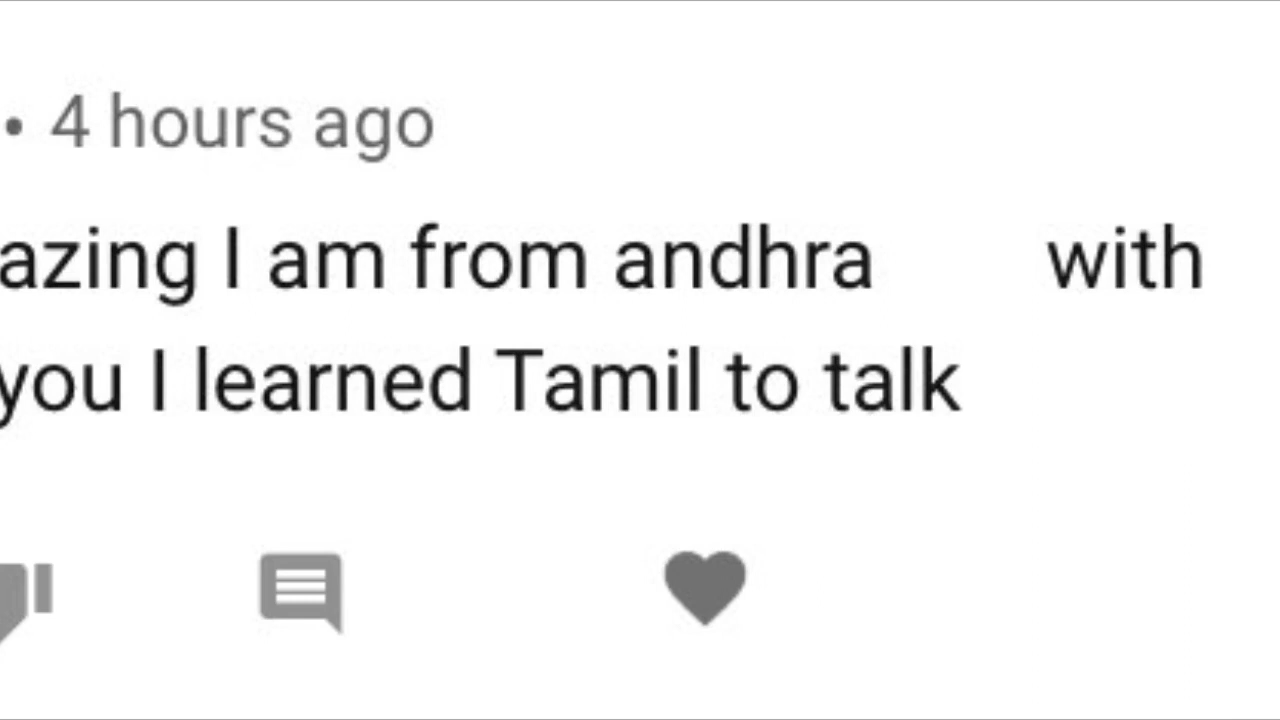 • 4 hours ago
azing I am from andhra with
you I learned Tamil to talk